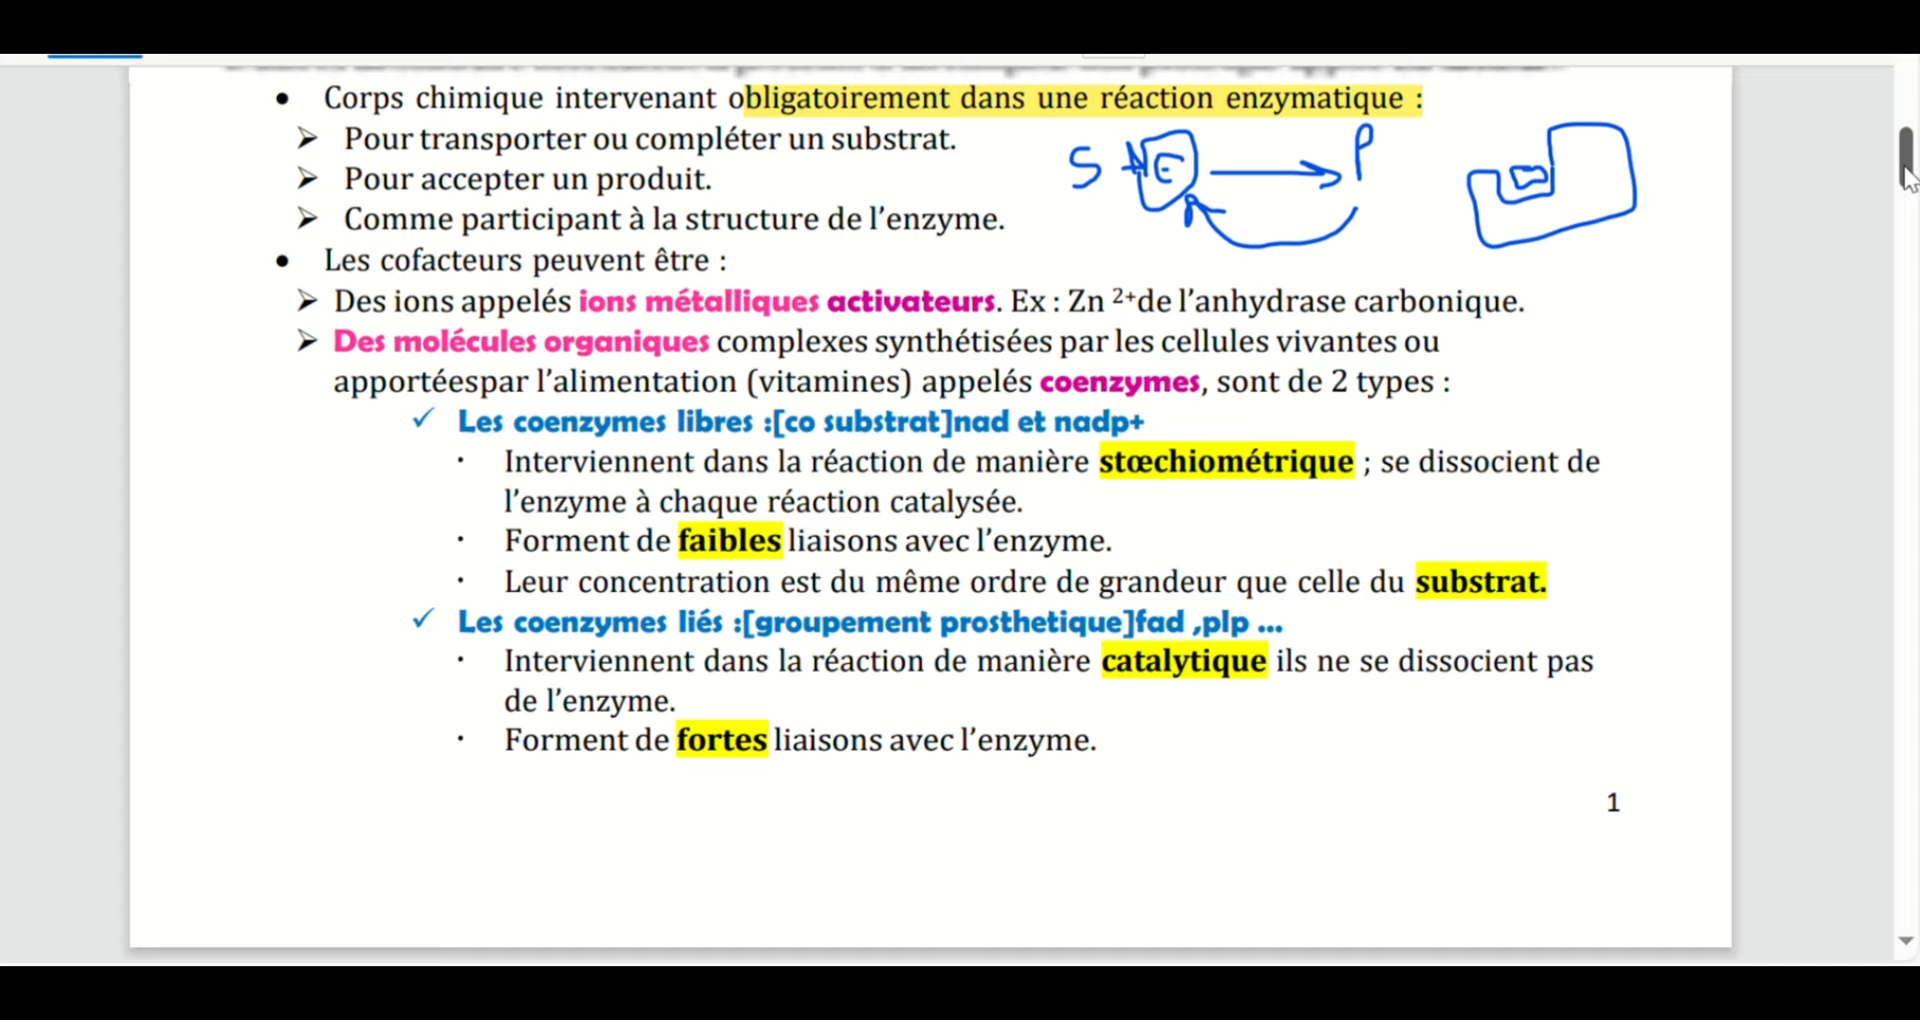 • Corps chimique intervenant obligatoirement dans une réaction enzymatique :
➢ Pour transporter ou compléter un substrat.
S + E → P
➢ Pour accepter un produit.
➢ Comme participant à la structure de l'enzyme.
• Les cofacteurs peuvent être :
➢ Des ions appelés ions métalliques activateurs. Ex : Zn ²⁺de l'anhydrase carbonique.
➢ Des molécules organiques complexes synthétisées par les cellules vivantes ou
apportéespar l'alimentation (vitamines) appelés coenzymes, sont de 2 types :
✓ Les coenzymes libres :[co substrat]nad et nadp+
· Interviennent dans la réaction de manière stœchiométrique ; se dissocient de
l'enzyme à chaque réaction catalysée.
· Forment de faibles liaisons avec l'enzyme.
· Leur concentration est du même ordre de grandeur que celle du substrat.
✓ Les coenzymes liés :[groupement prosthetique]fad ,plp ...
· Interviennent dans la réaction de manière catalytique ils ne se dissocient pas
de l'enzyme.
· Forment de fortes liaisons avec l'enzyme.
1